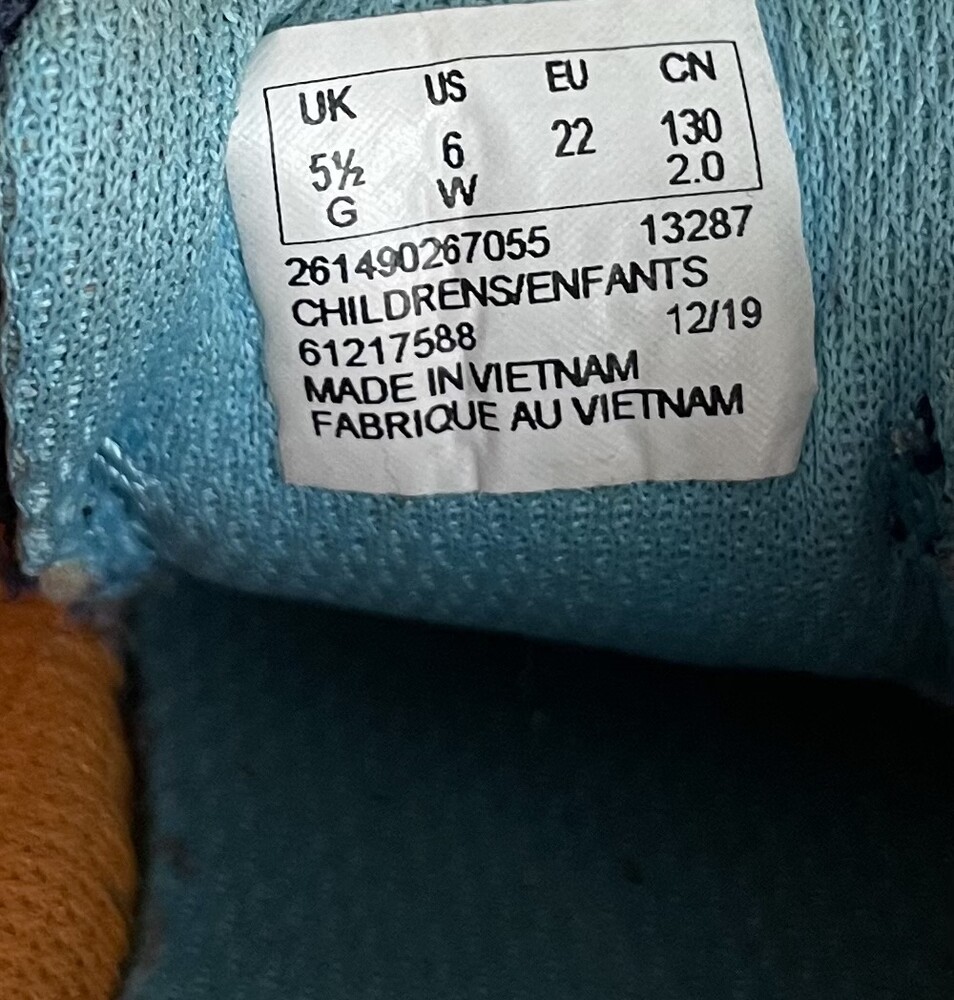 UK US EU CN
5½ 6 22 130
G W 2.0
261490267055 13287
CHILDRENS/ENFANTS
61217588 12/19
MADE IN VIETNAM
FABRIQUE AU VIETNAM